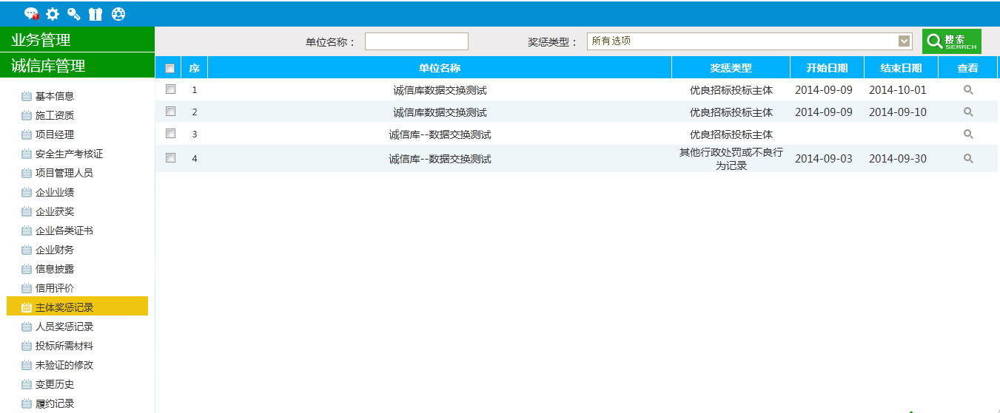 业务管理
诚信库管理
基本信息
施工资质
项目经理
安全生产考核证
项目管理人员
企业业绩
企业获奖
企业各类证书
企业财务
信息披露
信用评价
主体奖惩记录
人员奖惩记录
投标所需材料
未验证的修改
变更历史
履约记录
单位名称： 奖惩类型： 所有选项 搜索 SEARCH
序 单位名称 奖惩类型 开始日期 结束日期 查看
1 诚信库数据交换测试 优良招标投标主体 2014-09-09 2014-10-01
2 诚信库数据交换测试 优良招标投标主体 2014-09-09 2014-09-10
3 诚信库--数据交换测试 优良招标投标主体
4 诚信库--数据交换测试 其他行政处罚或不良行 2014-09-03 2014-09-30
为记录